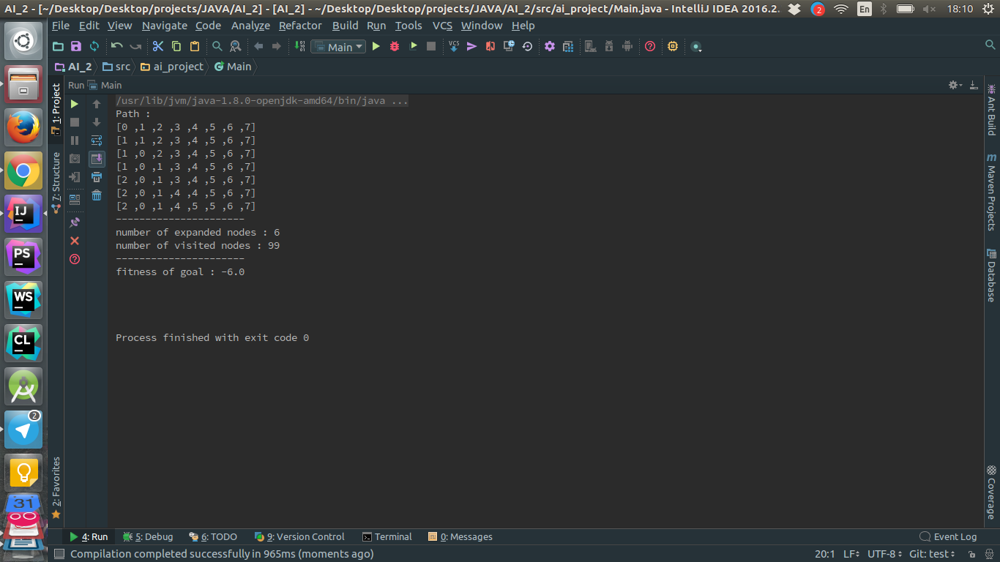 AI_2 - [~/Desktop/Desktop/projects/JAVA/AI_2] - [AI_2] - ~/Desktop/Desktop/projects/JAVA/AI_2/src/ai_project/Main.java - IntelliJ IDEA 2016.2.
2
En
18:10
File Edit View Navigate Code Analyze Refactor Build Run Tools VCS Window Help
Main
VCS
AI_2 src ai_project Main
Run Main
1: Project
7: Structure
2: Favorites
/usr/lib/jvm/java-1.8.0-openjdk-amd64/bin/java ...
Path :
[0 ,1 ,2 ,3 ,4 ,5 ,6 ,7]
[1 ,1 ,2 ,3 ,4 ,5 ,6 ,7]
[1 ,0 ,2 ,3 ,4 ,5 ,6 ,7]
[1 ,0 ,1 ,3 ,4 ,5 ,6 ,7]
[2 ,0 ,1 ,3 ,4 ,5 ,6 ,7]
[2 ,0 ,1 ,4 ,4 ,5 ,6 ,7]
[2 ,0 ,1 ,4 ,5 ,5 ,6 ,7]
----------------------
number of expanded nodes : 6
number of visited nodes : 99
----------------------
fitness of goal : -6.0
Process finished with exit code 0
Ant Build
Maven Projects
Database
Coverage
IJ
PS
WS
CL
2
31
4: Run 5: Debug 6: TODO 9: Version Control Terminal 0: Messages Event Log
Compilation completed successfully in 965ms (moments ago) 20:1 LF UTF-8 Git: test